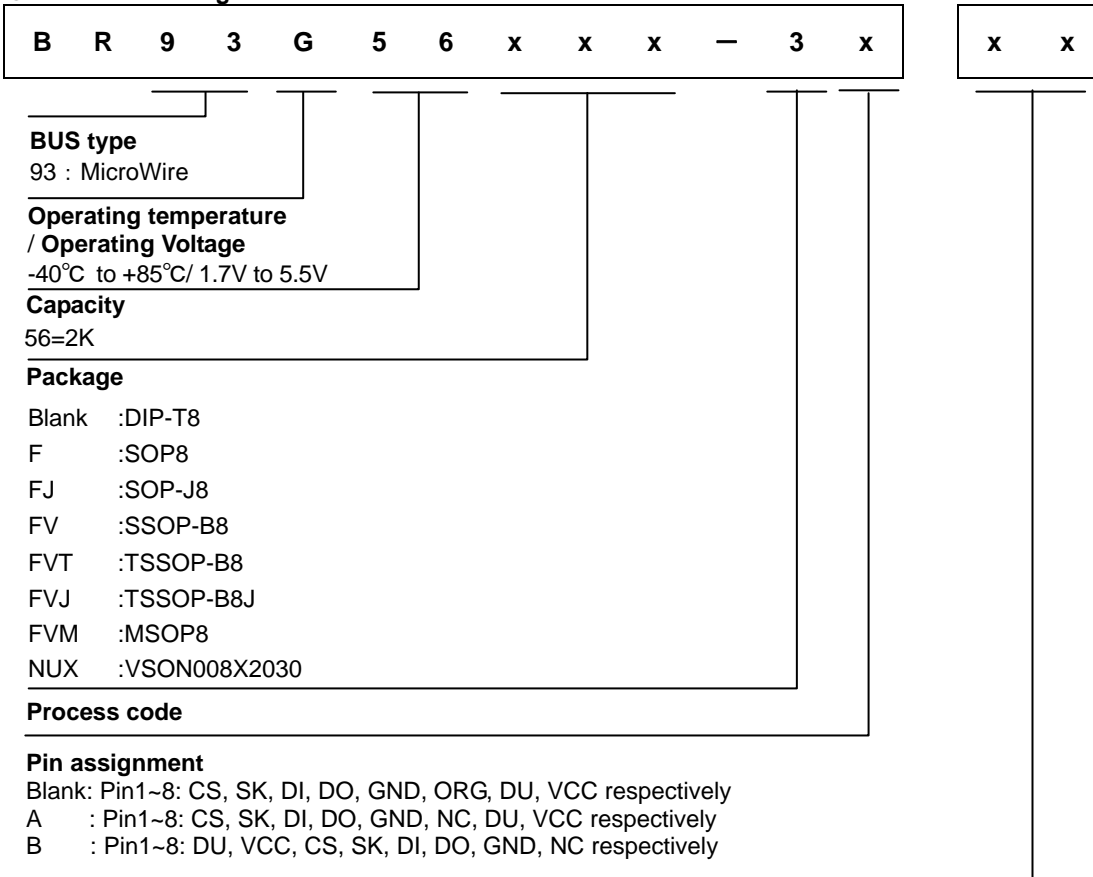 B R 9 3 G 5 6 x x x － 3 x x x
BUS type
93：MicroWire
Operating temperature
/ Operating Voltage
-40℃ to +85℃/ 1.7V to 5.5V
Capacity
56=2K
Package
Blank :DIP-T8
F :SOP8
FJ :SOP-J8
FV :SSOP-B8
FVT :TSSOP-B8
FVJ :TSSOP-B8J
FVM :MSOP8
NUX :VSON008X2030
Process code
Pin assignment
Blank: Pin1~8: CS, SK, DI, DO, GND, ORG, DU, VCC respectively
A : Pin1~8: CS, SK, DI, DO, GND, NC, DU, VCC respectively
B : Pin1~8: DU, VCC, CS, SK, DI, DO, GND, NC respectively